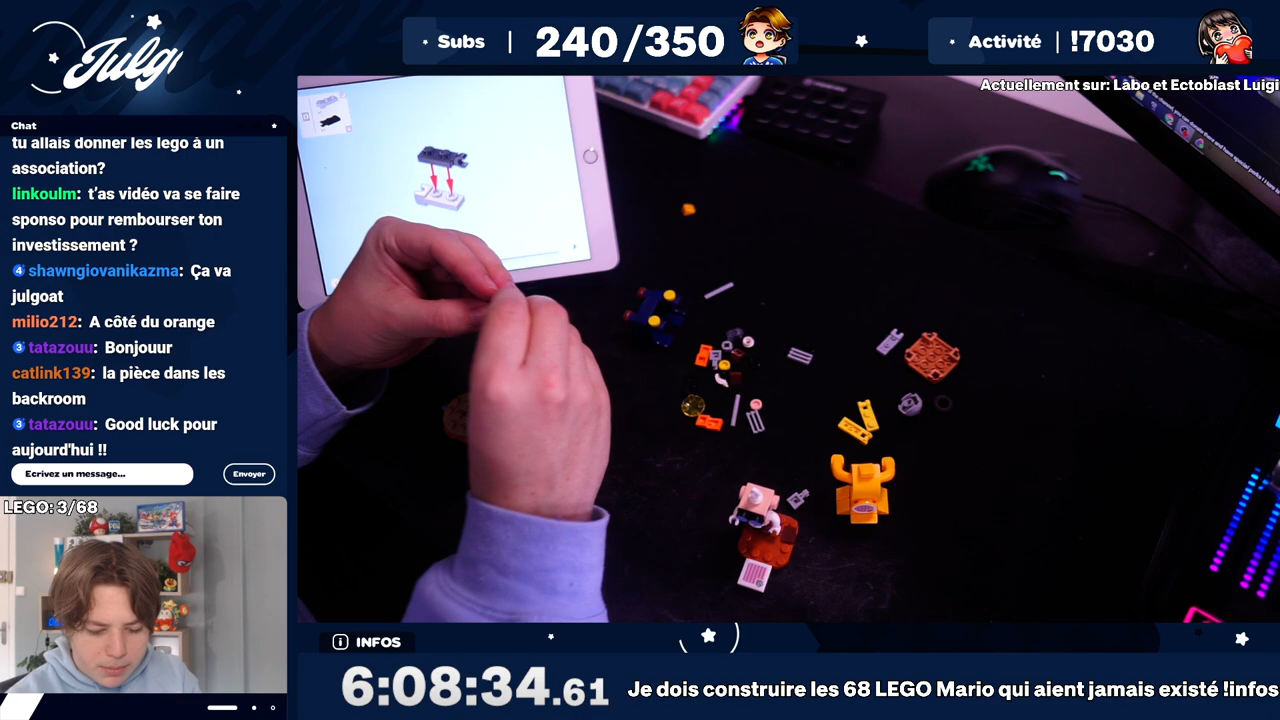 Julgi
Subs | 240/350
Activité | !7030
Actuellement sur: Labo et Ectoblast Luigi
Chat
tu allais donner les lego à un
association?
linkoulm: t'as vidéo va se faire
sponso pour rembourser ton
investissement ?
4 shawngiovanikazma: Ça va
julgoat
milio212: A côté du orange
3 tatazouu: Bonjouur
catlink139: la pièce dans les
backroom
3 tatazouu: Good luck pour
aujourd'hui !!
Ecrivez un message...
Envoyer
LEGO: 3/68
INFOS
6:08:34.61
Je dois construire les 68 LEGO Mario qui aient jamais existé !infos